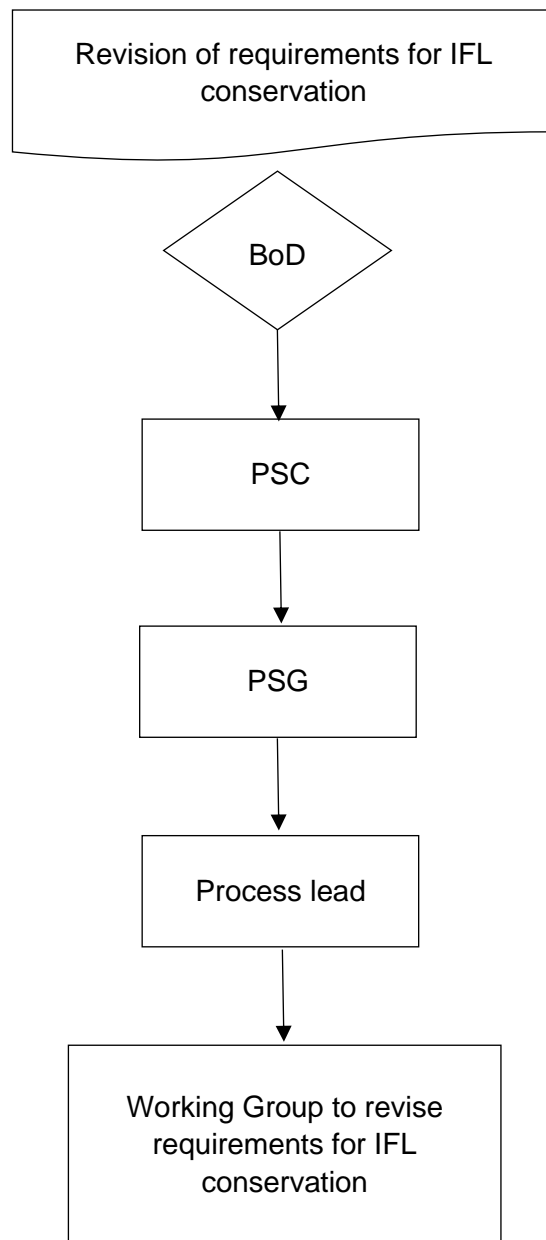 Revision of requirements for IFL
conservation
BoD
PSC
PSG
Process lead
Working Group to revise
requirements for IFL
conservation